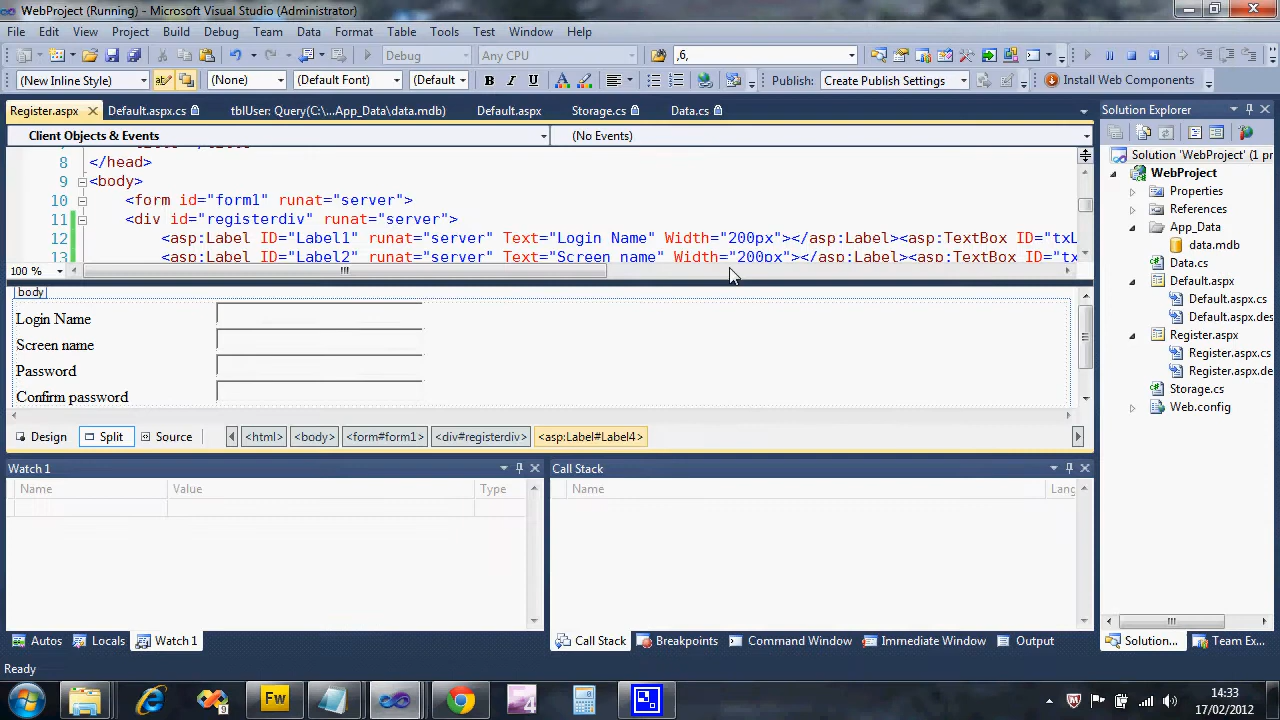 WebProject (Running) - Microsoft Visual Studio (Administrator)
File Edit View Project Build Debug Team Data Format Table Tools Test Window Help
Debug Any CPU ,6,
(New Inline Style) (None) (Default Font) (Default B I U A Publish: Create Publish Settings Install Web Components
Register.aspx Default.aspx.cs tblUser: Query(C:\...App_Data\data.mdb) Default.aspx Storage.cs Data.cs
Client Objects & Events (No Events)
8 </head>
9 <body>
10 <form id="form1" runat="server">
11 <div id="registerdiv" runat="server">
12 <asp:Label ID="Label1" runat="server" Text="Login Name" Width="200px"></asp:Label><asp:TextBox ID="txL
13 <asp:Label ID="Label2" runat="server" Text="Screen name" Width="200px"></asp:Label><asp:TextBox ID="tx
100 %
body
Login Name
Screen name
Password
Confirm password
Design Split Source <html> <body> <form#form1> <div#registerdiv> <asp:Label#Label4>
Watch 1
Name Value Type
Call Stack
Name Lang
Autos Locals Watch 1
Call Stack Breakpoints Command Window Immediate Window Output
Solution Explorer
Solution 'WebProject' (1 pr
WebProject
Properties
References
App_Data
data.mdb
Data.cs
Default.aspx
Default.aspx.cs
Default.aspx.des
Register.aspx
Register.aspx.cs
Register.aspx.de
Storage.cs
Web.config
Solution... Team Ex...
Ready
Fw 4
14:33
17/02/2012